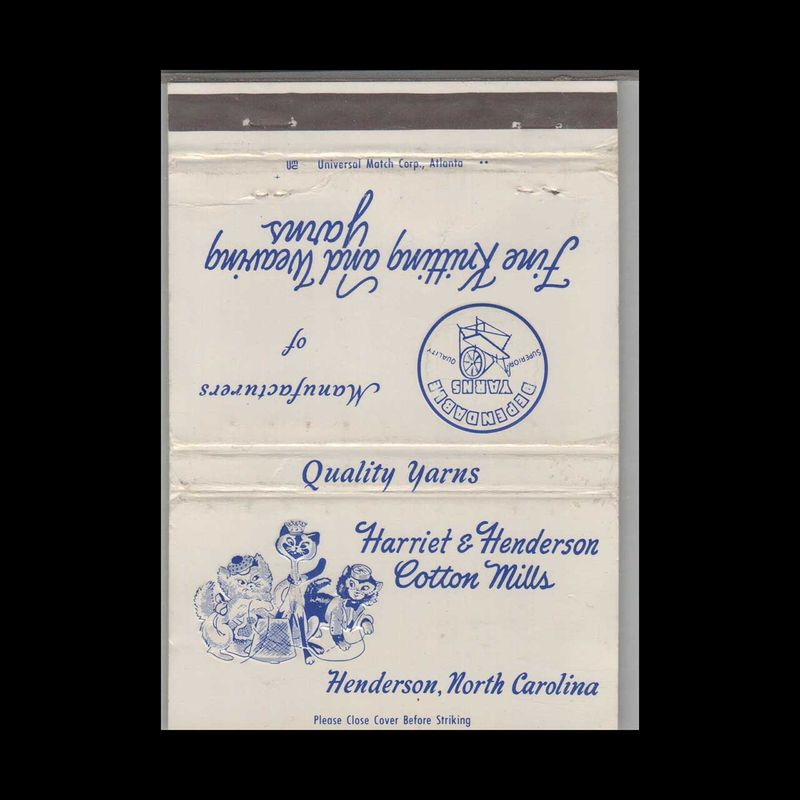 Universal Match Corp., Atlanta
Manufacturers
of
Fine Knitting and Weaving
Yarns
DEPENDABLE
YARNS
SUPERIOR QUALITY
Quality Yarns
Harriet & Henderson
Cotton Mills
Henderson, North Carolina
Please Close Cover Before Striking